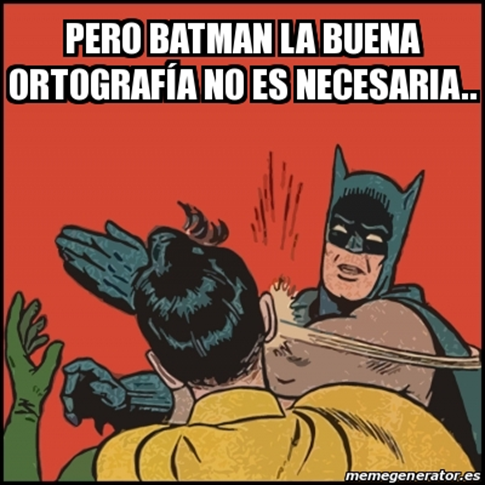 PERO BATMAN LA BUENA
ORTOGRAFÍA NO ES NECESARIA..
memegenerator.es